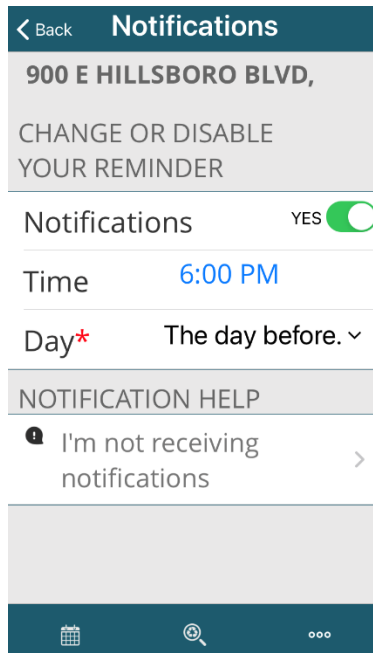 Back Notifications
900 E HILLSBORO BLVD,
CHANGE OR DISABLE
YOUR REMINDER
Notifications YES
Time 6:00 PM
Day* The day before.
NOTIFICATION HELP
I'm not receiving
notifications